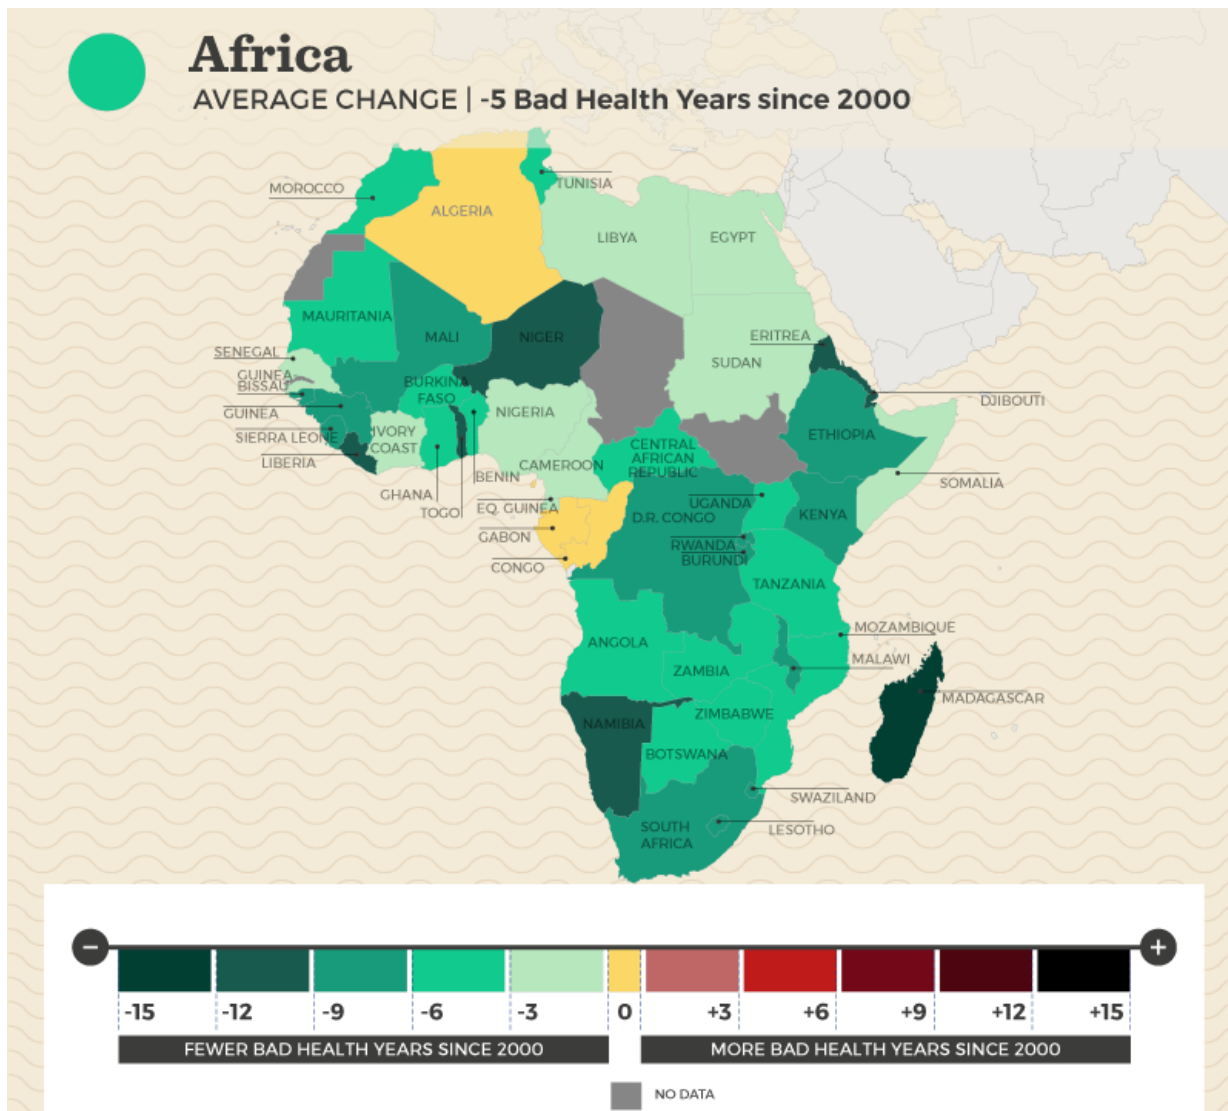 Africa
AVERAGE CHANGE | -5 Bad Health Years since 2000
MOROCCO
TUNISIA
ALGERIA
LIBYA
EGYPT
MAURITANIA
MALI
NIGER
ERITREA
SENEGAL
SUDAN
GUINEA-
BISSAU
BURKINA
FASO
DJIBOUTI
GUINEA
NIGERIA
SIERRA LEONE
IVORY
COAST
ETHIOPIA
LIBERIA
CENTRAL
AFRICAN
REPUBLIC
CAMEROON
BENIN
SOMALIA
GHANA
TOGO
EQ. GUINEA
UGANDA
D.R. CONGO
KENYA
GABON
RWANDA
BURUNDI
CONGO
TANZANIA
MOZAMBIQUE
ANGOLA
MALAWI
ZAMBIA
MADAGASCAR
NAMIBIA
ZIMBABWE
BOTSWANA
SWAZILAND
SOUTH
AFRICA
LESOTHO
-15 -12 -9 -6 -3 0 +3 +6 +9 +12 +15
FEWER BAD HEALTH YEARS SINCE 2000
MORE BAD HEALTH YEARS SINCE 2000
NO DATA